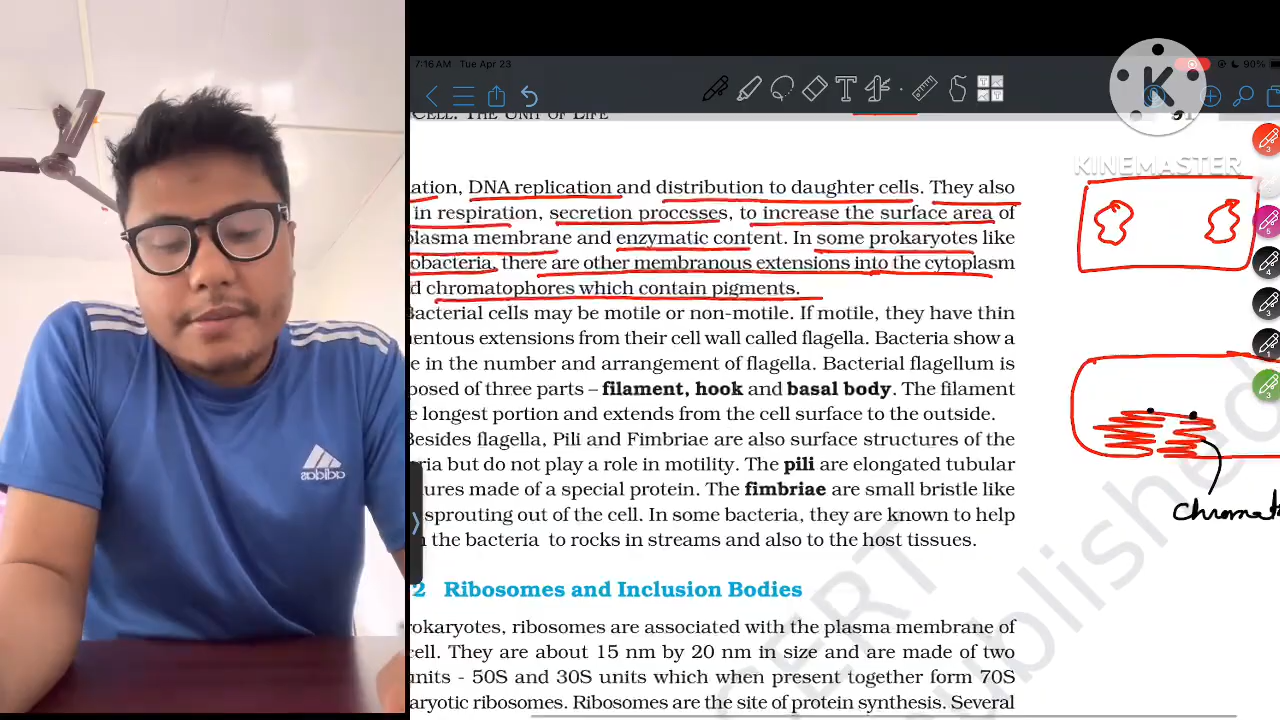 7:16 AM Tue Apr 23
90%
CELL: THE UNIT OF LIFE
91
KINEMASTER
ation, DNA replication and distribution to daughter cells. They also
in respiration, secretion processes, to increase the surface area of
plasma membrane and enzymatic content. In some prokaryotes like
obacteria, there are other membranous extensions into the cytoplasm
d chromatophores which contain pigments.
Bacterial cells may be motile or non-motile. If motile, they have thin
entous extensions from their cell wall called flagella. Bacteria show a
e in the number and arrangement of flagella. Bacterial flagellum is
posed of three parts – filament, hook and basal body. The filament
e longest portion and extends from the cell surface to the outside.
Besides flagella, Pili and Fimbriae are also surface structures of the
ria but do not play a role in motility. The pili are elongated tubular
tures made of a special protein. The fimbriae are small bristle like
sprouting out of the cell. In some bacteria, they are known to help
h the bacteria to rocks in streams and also to the host tissues.
chromat
2 Ribosomes and Inclusion Bodies
rokaryotes, ribosomes are associated with the plasma membrane of
cell. They are about 15 nm by 20 nm in size and are made of two
nits - 50S and 30S units which when present together form 70S
aryotic ribosomes. Ribosomes are the site of protein synthesis. Several
adidas